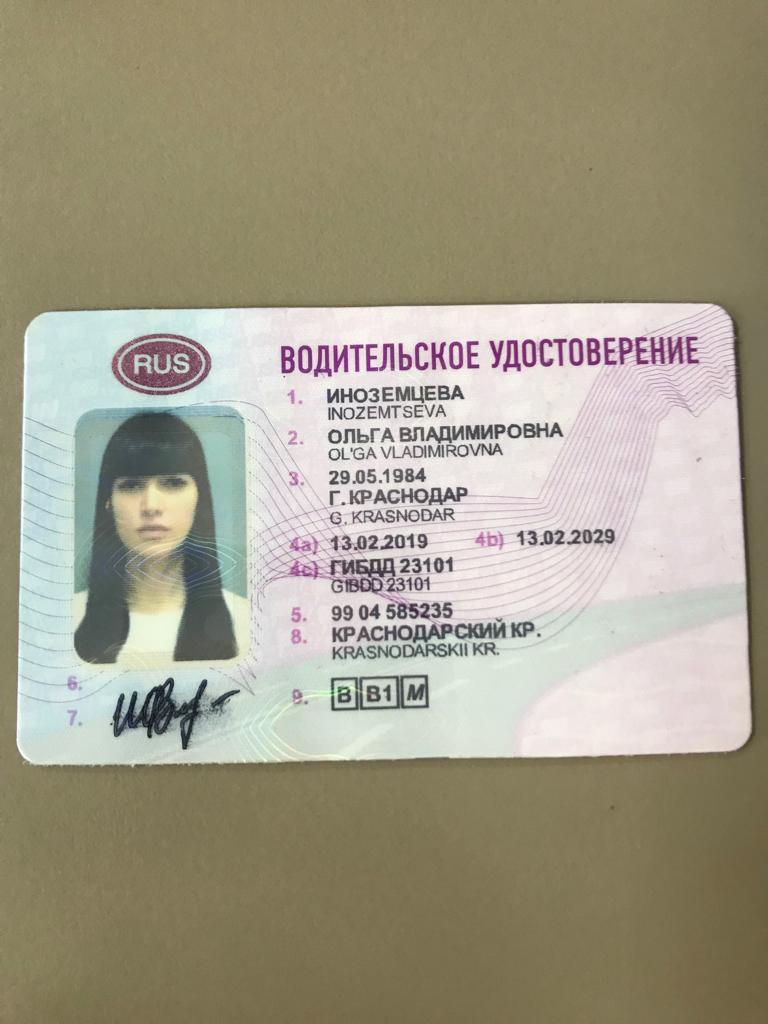 RUS
ВОДИТЕЛЬСКОЕ УДОСТОВЕРЕНИЕ
1. ИНОЗЕМЦЕВА
INOZEMTSEVA
2. ОЛЬГА ВЛАДИМИРОВНА
OL'GA VLADIMIROVNA
3. 29.05.1984
Г.КРАСНОДАР
G. KRASNODAR
4a) 13.02.2019 4b) 13.02.2029
4c) ГИБДД 23101
GIBDD 23101
5. 99 04 585235
8. КРАСНОДАРСКИЙ КР.
KRASNODARSKII KR.
6.
7.
9. B B1 M